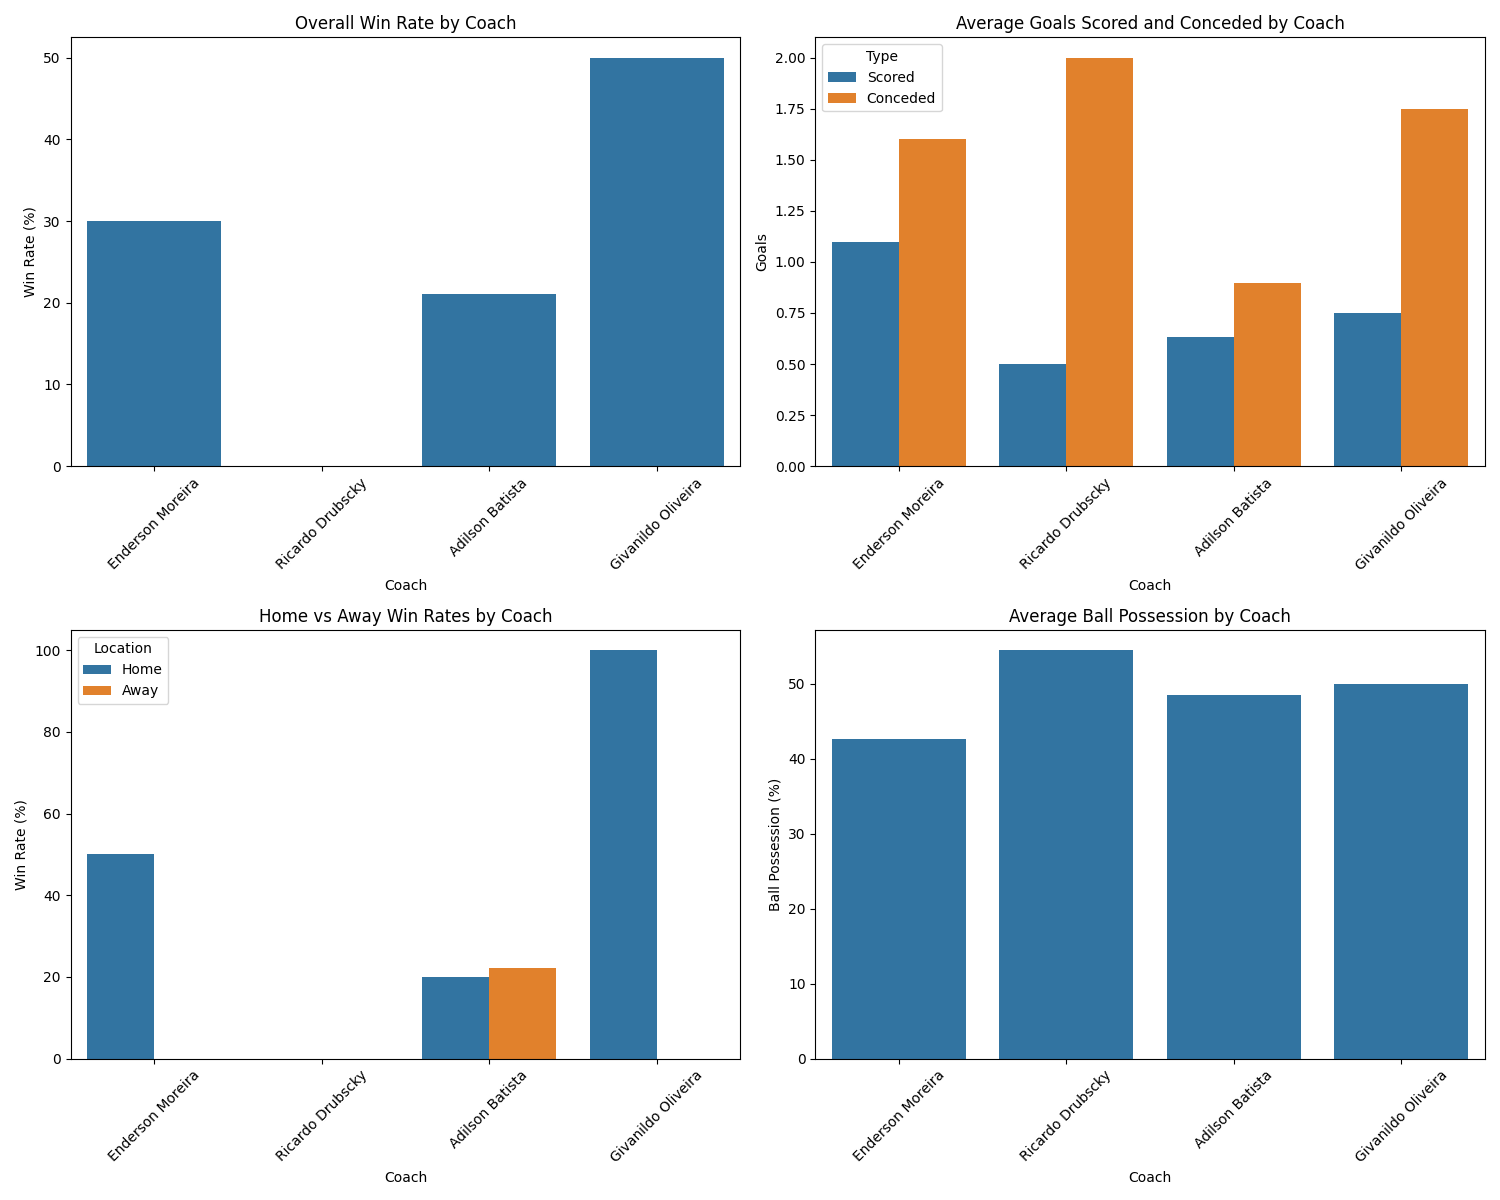 Overall Win Rate by Coach
50
40
30
20
10
0
Win Rate (%)
Enderson Moreira
Ricardo Drubscky
Adilson Batista
Givanildo Oliveira
Coach
Average Goals Scored and Conceded by Coach
Type
Scored
Conceded
2.00
1.75
1.50
1.25
1.00
0.75
0.50
0.25
0.00
Goals
Enderson Moreira
Ricardo Drubscky
Adilson Batista
Givanildo Oliveira
Coach
Home vs Away Win Rates by Coach
Location
Home
Away
100
80
60
40
20
0
Win Rate (%)
Enderson Moreira
Ricardo Drubscky
Adilson Batista
Givanildo Oliveira
Coach
Average Ball Possession by Coach
50
40
30
20
10
0
Ball Possession (%)
Enderson Moreira
Ricardo Drubscky
Adilson Batista
Givanildo Oliveira
Coach